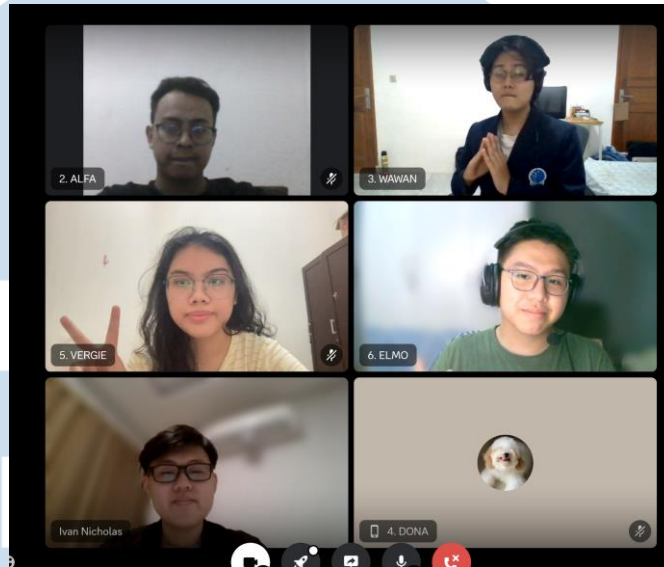 2. ALFA
3. WAWAN
5. VERGIE
6. ELMO
Ivan Nicholas
4. DONA